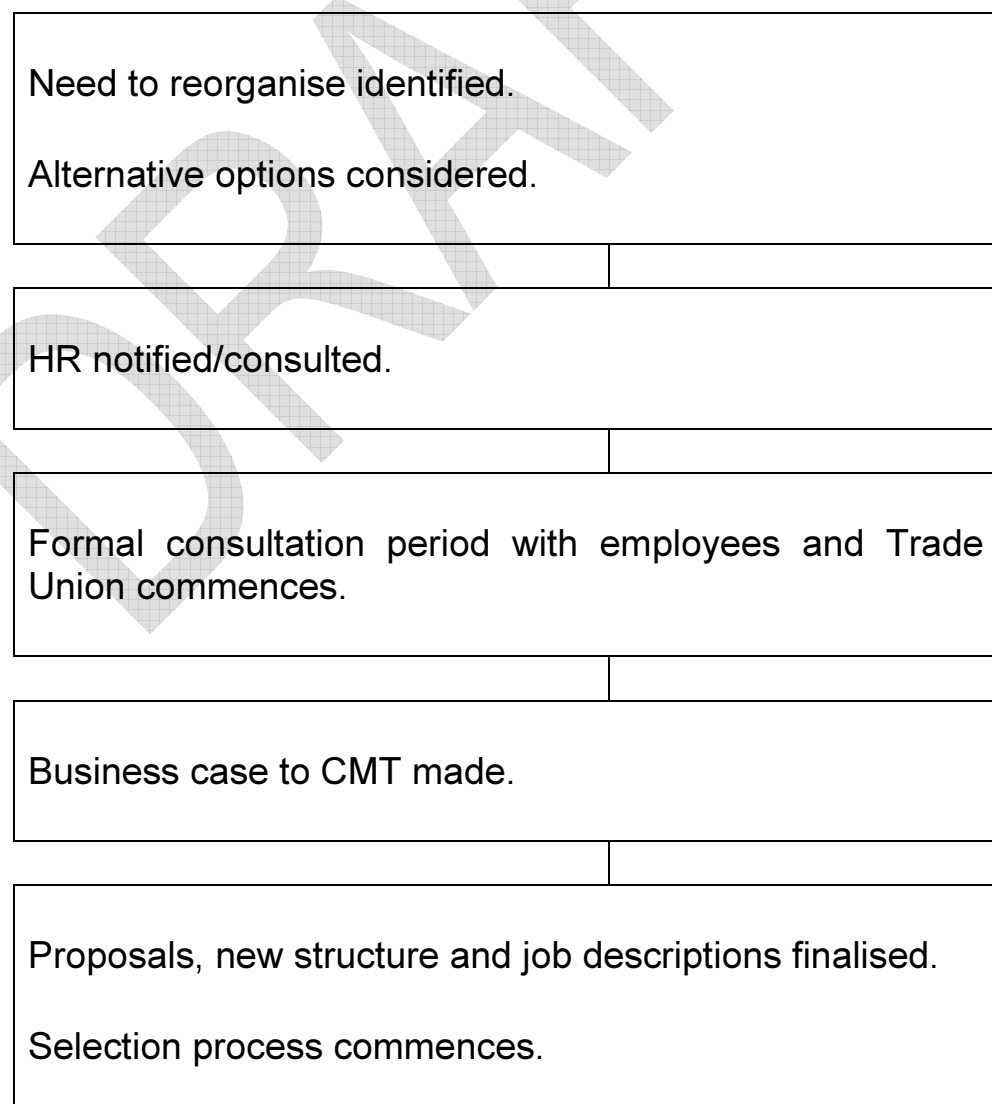 Need to reorganise identified.
Alternative options considered.
HR notified/consulted.
Formal consultation period with employees and Trade
Union commences.
Business case to CMT made.
Proposals, new structure and job descriptions finalised.
Selection process commences.